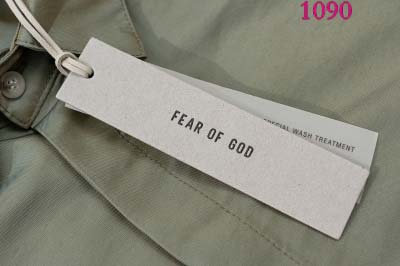 1090
FEAR OF GOD
SPECIAL WASH TREATMENT